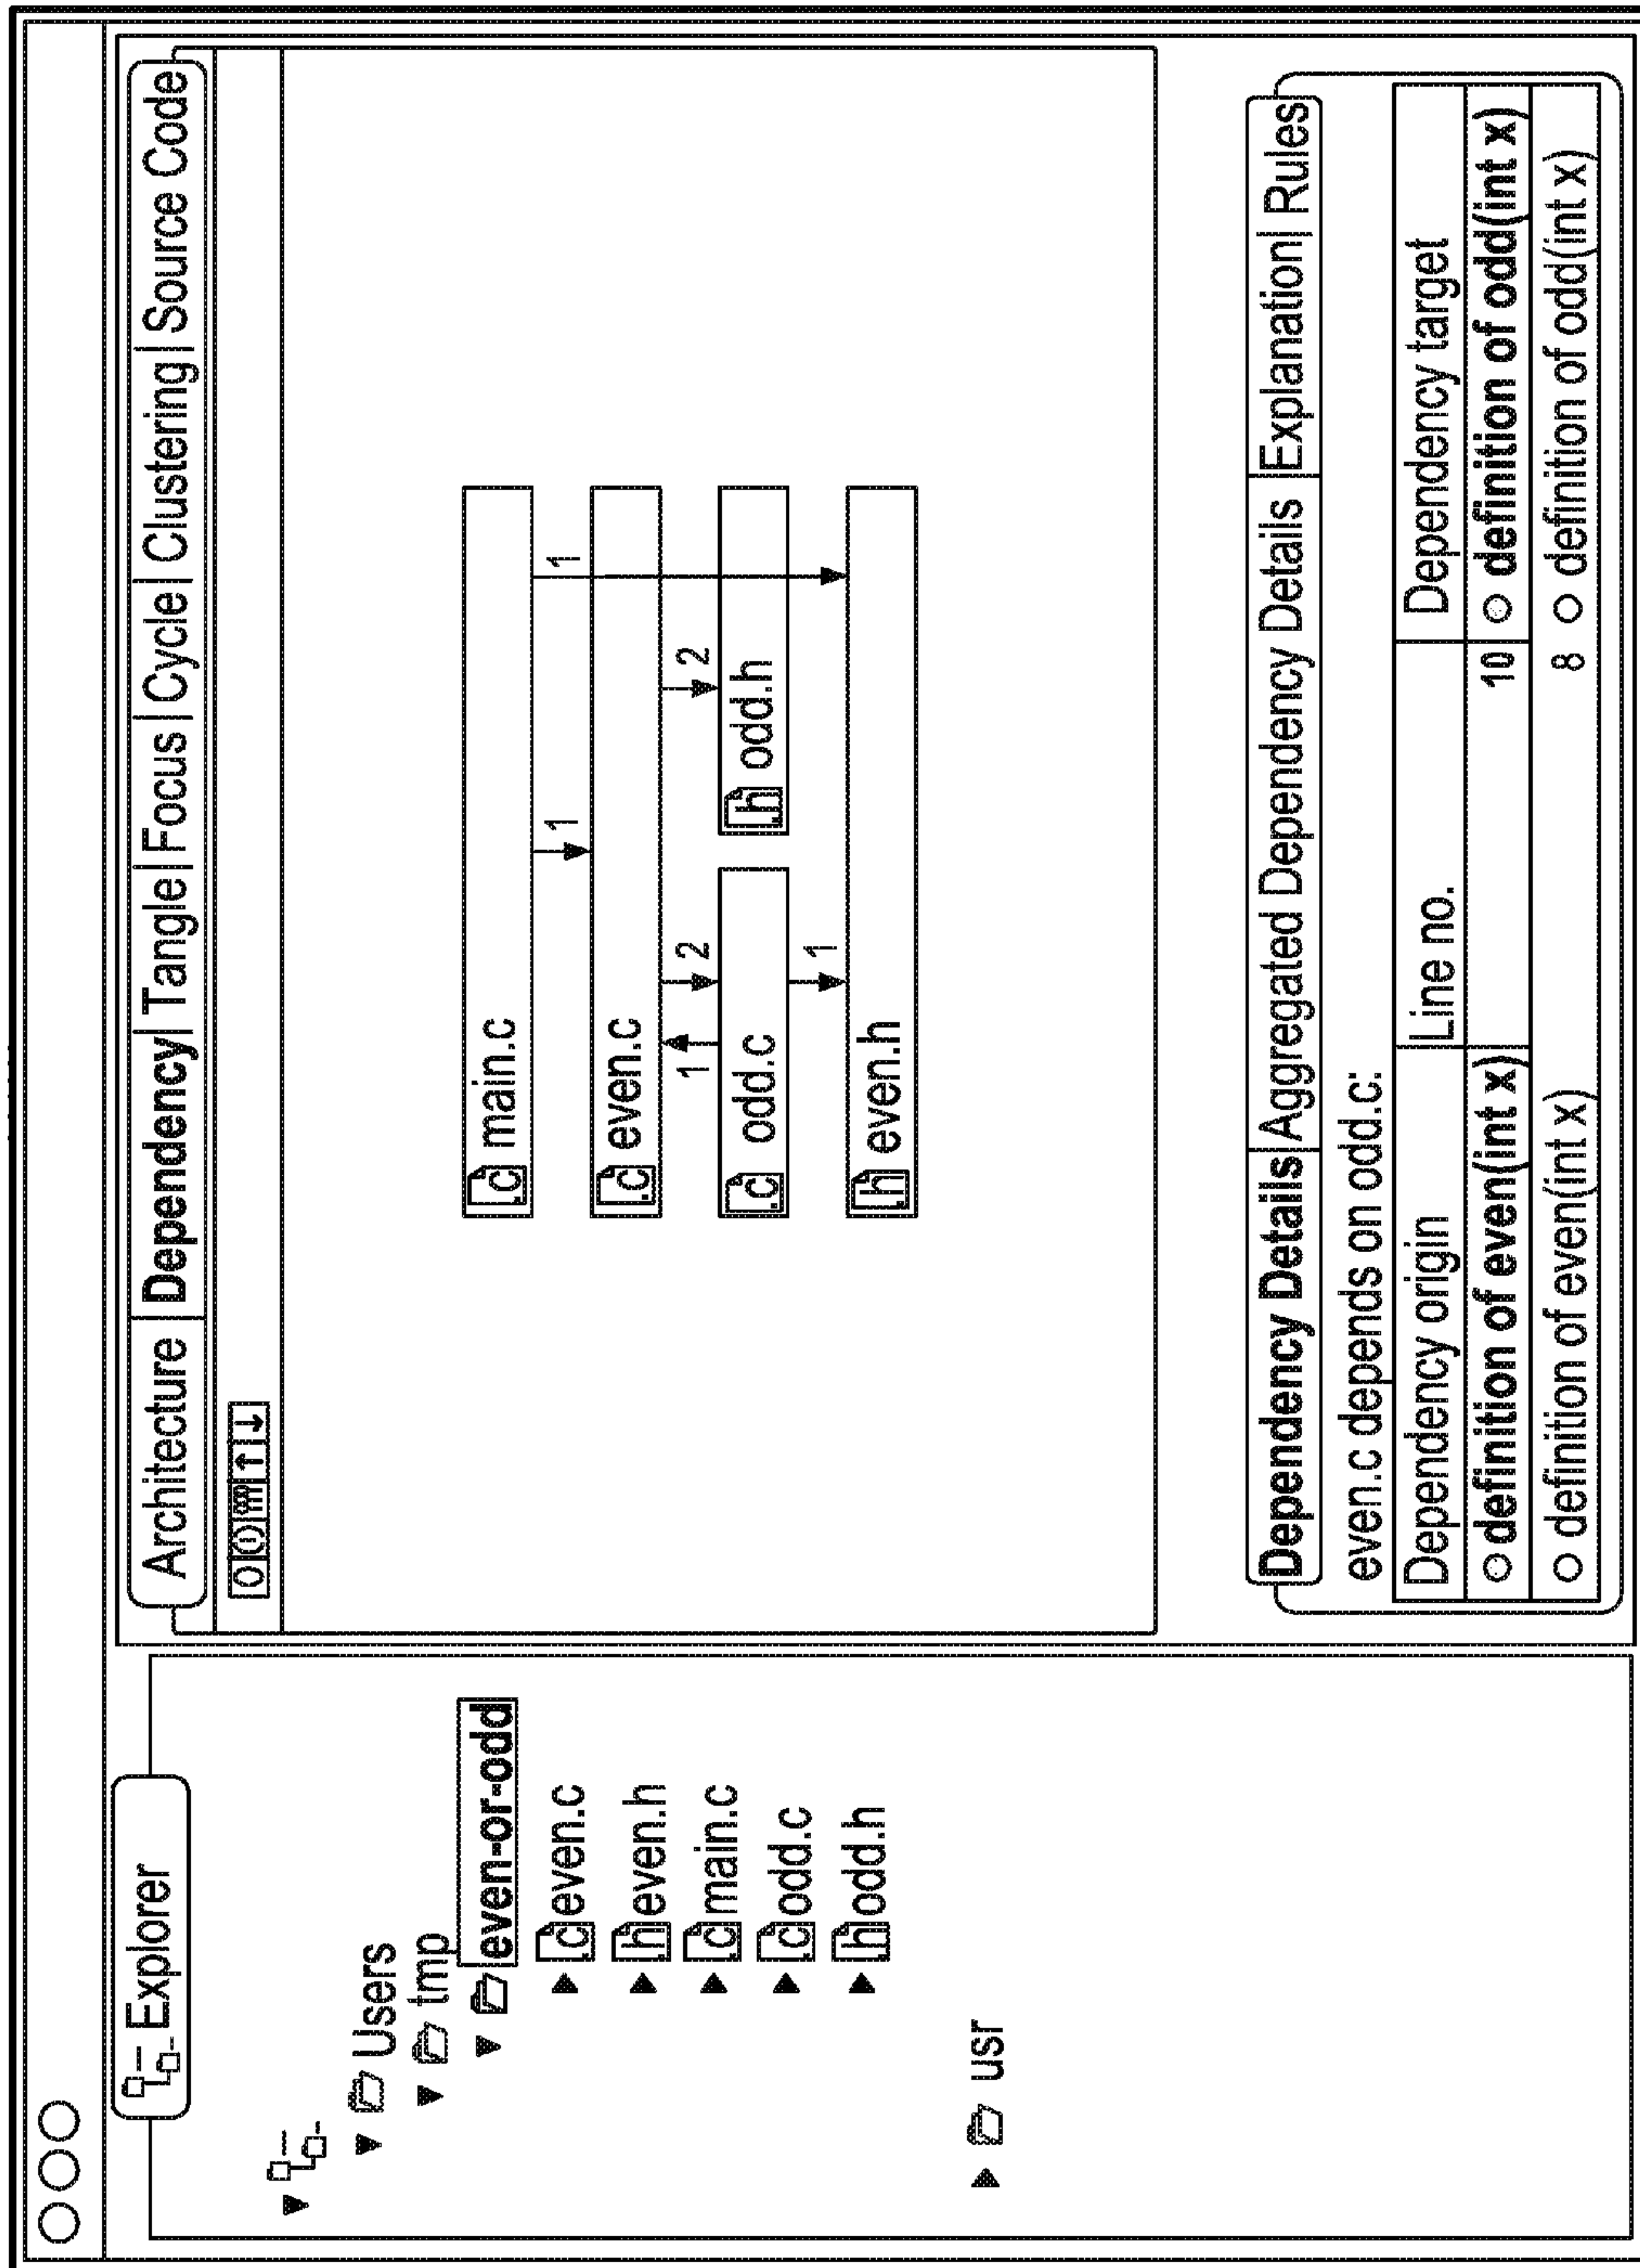 Explorer
Users
tmp
even-or-odd
.c even.c
.h even.h
.c main.c
.c odd.c
.h odd.h
usr
Architecture | Dependency | Tangle | Focus | Cycle | Clustering | Source Code
.c main.c
1
1
.c even.c
1
2
2
.c odd.c
.h odd.h
1
.h even.h
Dependency Details | Aggregated Dependency Details | Explanation | Rules
even.c depends on odd.c:
Dependency origin Line no. Dependency target
definition of even(int x) 10 definition of odd(int x)
definition of even(int x) 8 definition of odd(int x)